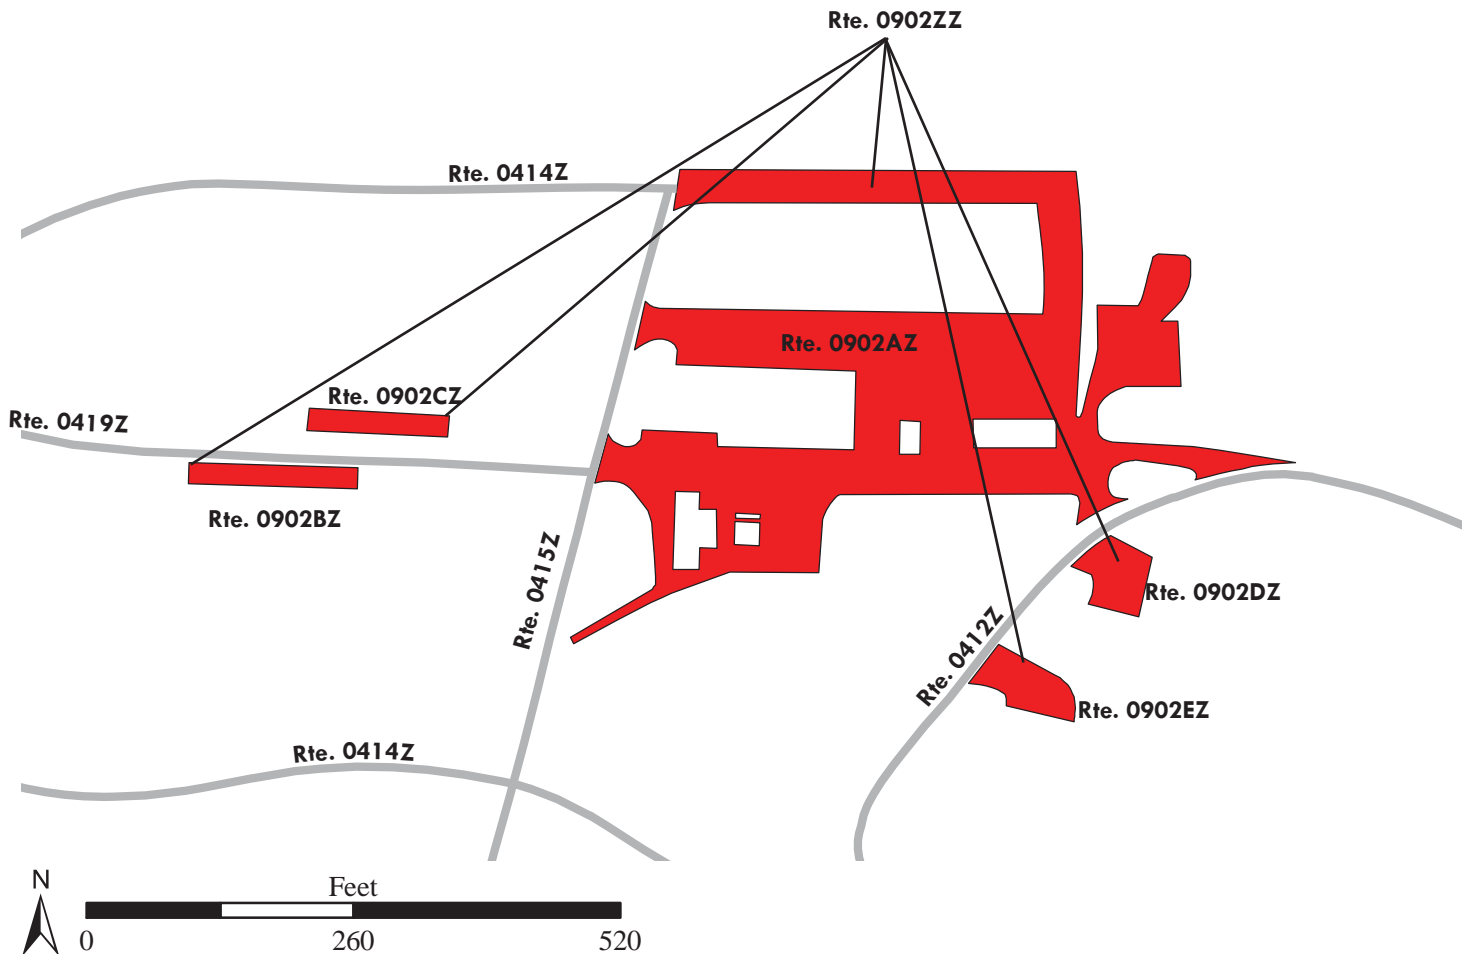 Rte. 0902ZZ
Rte. 0414Z
Rte. 0902AZ
Rte. 0902CZ
Rte. 0419Z
Rte. 0902BZ
Rte. 0415Z
Rte. 0902DZ
Rte. 0412Z
Rte. 0902EZ
Rte. 0414Z
N
Feet
0 260 520